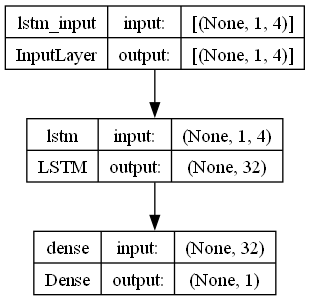 lstm_input input: [(None, 1, 4)]
InputLayer output: [(None, 1, 4)]
lstm input: (None, 1, 4)
LSTM output: (None, 32)
dense input: (None, 32)
Dense output: (None, 1)